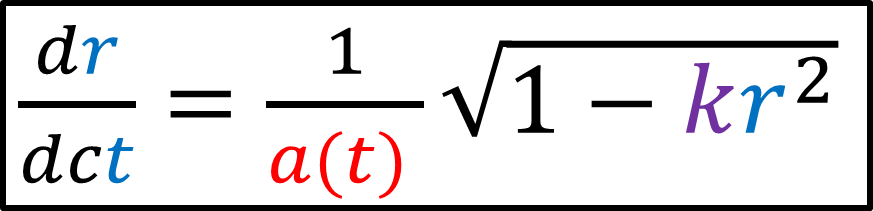 dr/dct = 1/a(t) √(1 − kr²)